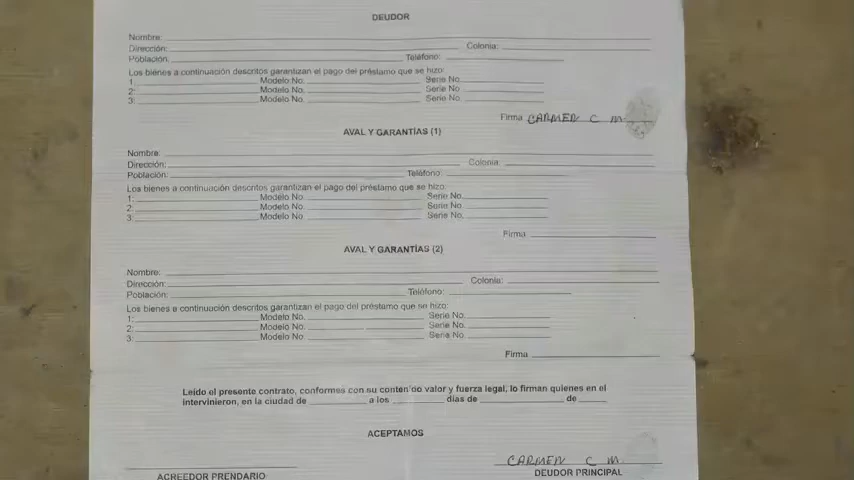 DEUDOR
Nombre:
Dirección: Colonia:
Población: Teléfono:
Los bienes a continuación descritos garantizan el pago del préstamo que se hizo:
1: Modelo No. Serie No.
2: Modelo No. Serie No.
3: Modelo No. Serie No.
Firma CARMEN C M.
AVAL Y GARANTÍAS (1)
Nombre:
Dirección: Colonia:
Población: Teléfono:
Los bienes a continuación descritos garantizan el pago del préstamo que se hizo:
1: Modelo No. Serie No.
2: Modelo No. Serie No.
3: Modelo No. Serie No.
Firma
AVAL Y GARANTÍAS (2)
Nombre:
Dirección: Colonia:
Población: Teléfono:
Los bienes a continuación descritos garantizan el pago del préstamo que se hizo:
1: Modelo No. Serie No.
2: Modelo No. Serie No.
3: Modelo No. Serie No.
Firma
Leído el presente contrato, conformes con su contenido valor y fuerza legal, lo firman quienes en el
intervinieron, en la ciudad de a los días de de
ACEPTAMOS
CARMEN C M.
ACREEDOR PRENDARIO DEUDOR PRINCIPAL